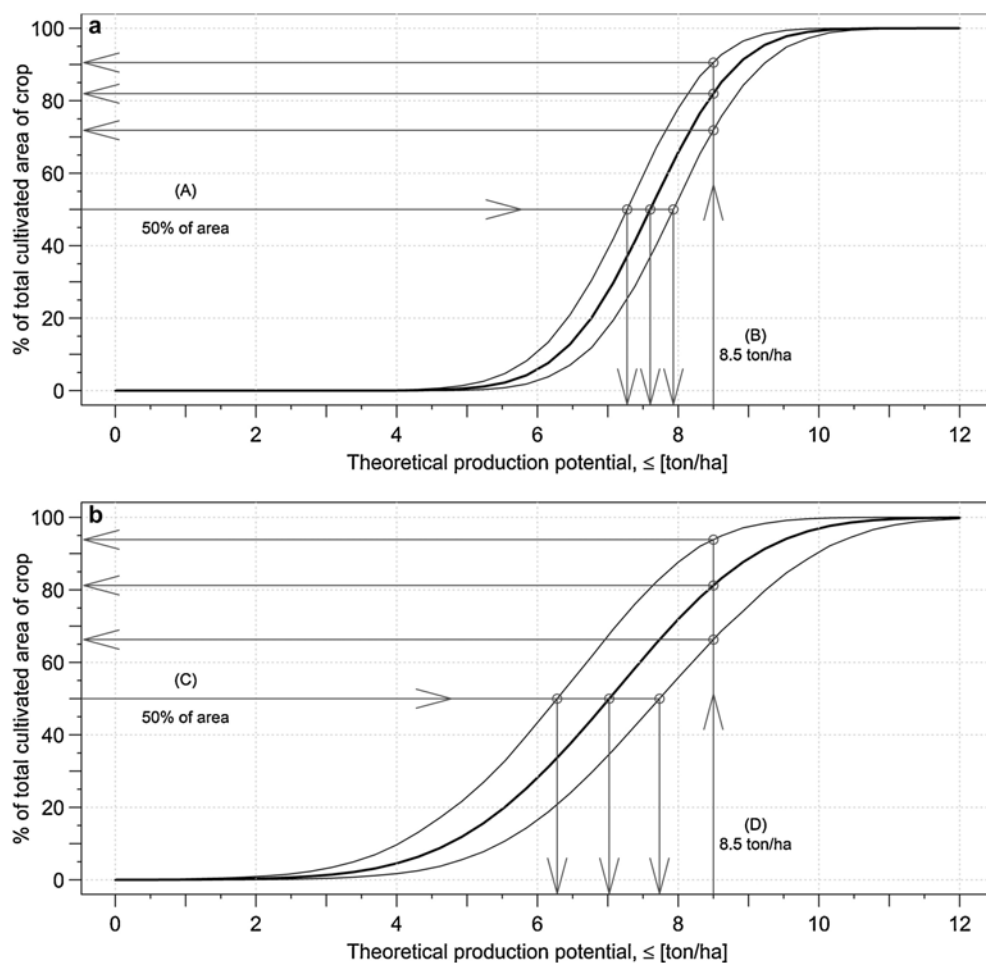 a
100
80
60
40
20
0
% of total cultivated area of crop
(A)
50% of area
(B)
8.5 ton/ha
0 2 4 6 8 10 12
Theoretical production potential, ≤ [ton/ha]
b
100
80
60
40
20
0
% of total cultivated area of crop
(C)
50% of area
(D)
8.5 ton/ha
0 2 4 6 8 10 12
Theoretical production potential, ≤ [ton/ha]